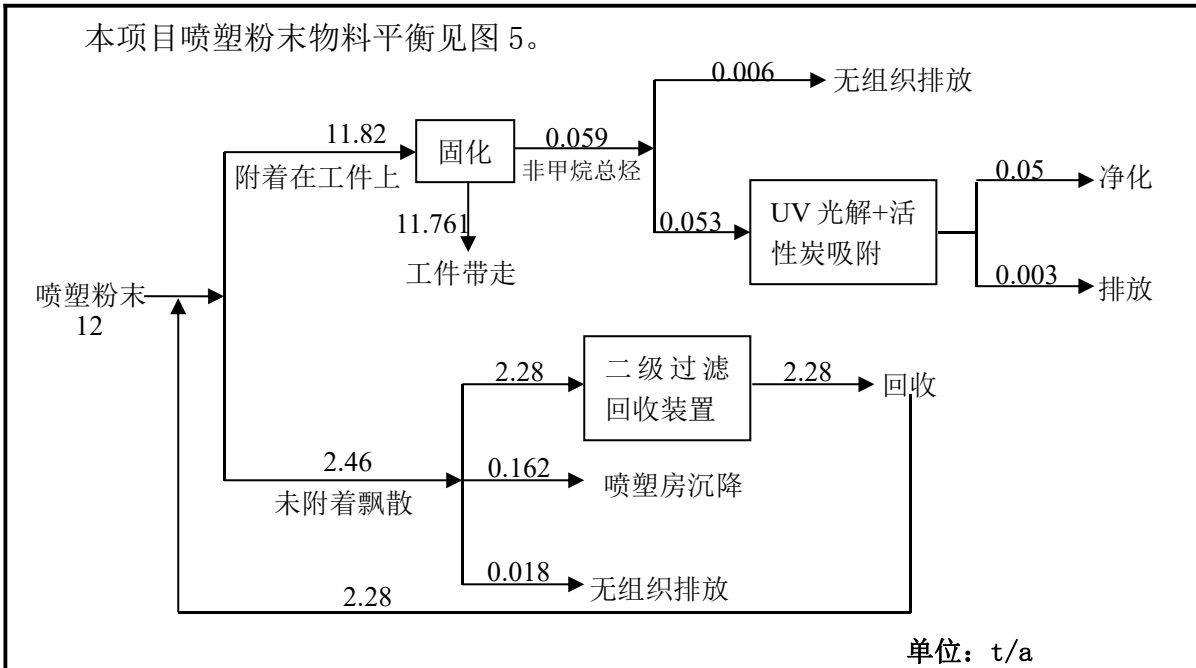 本项目喷塑粉末物料平衡见图 5。
0.006
无组织排放
11.82
附着在工件上
固化
0.059
非甲烷总烃
11.761
工件带走
0.053
UV 光解+活
性炭吸附
0.05
净化
0.003
排放
喷塑粉末
12
2.28
二级过滤
回收装置
2.28
回收
2.46
未附着飘散
0.162
喷塑房沉降
0.018
无组织排放
2.28
单位：t/a